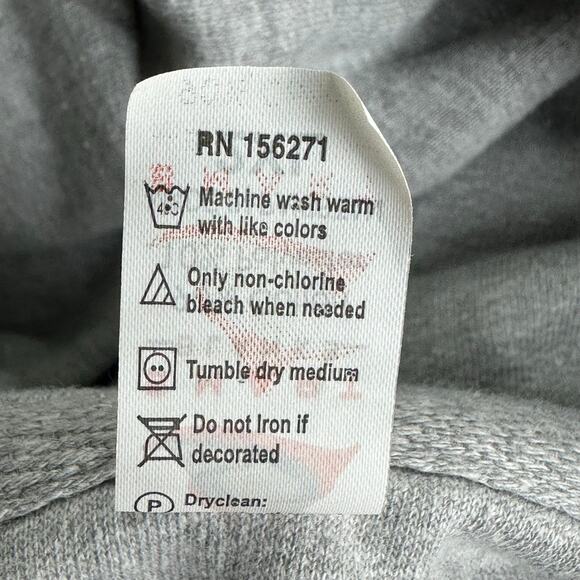 RN 156271
Machine wash warm
with like colors
Only non-chlorine
bleach when needed
Tumble dry medium
Do not Iron if
decorated
P
Dryclean: